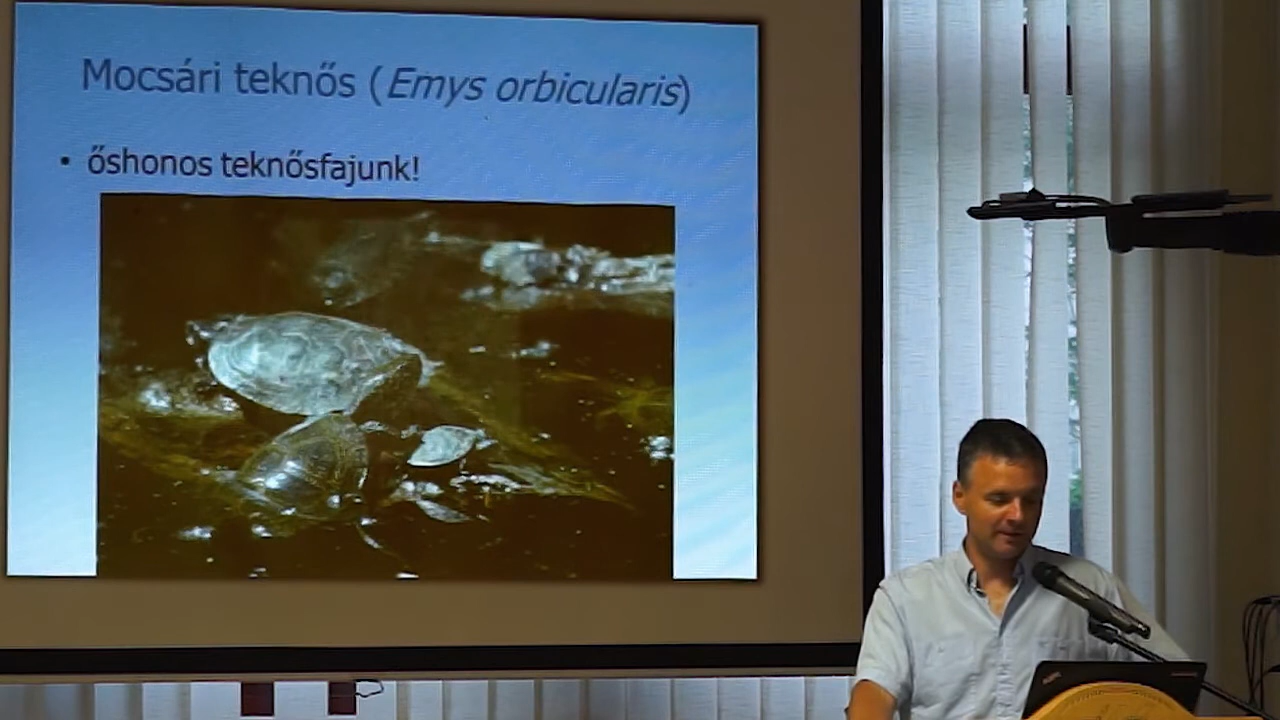 Mocsári teknős (Emys orbicularis)
• őshonos teknősfajunk!